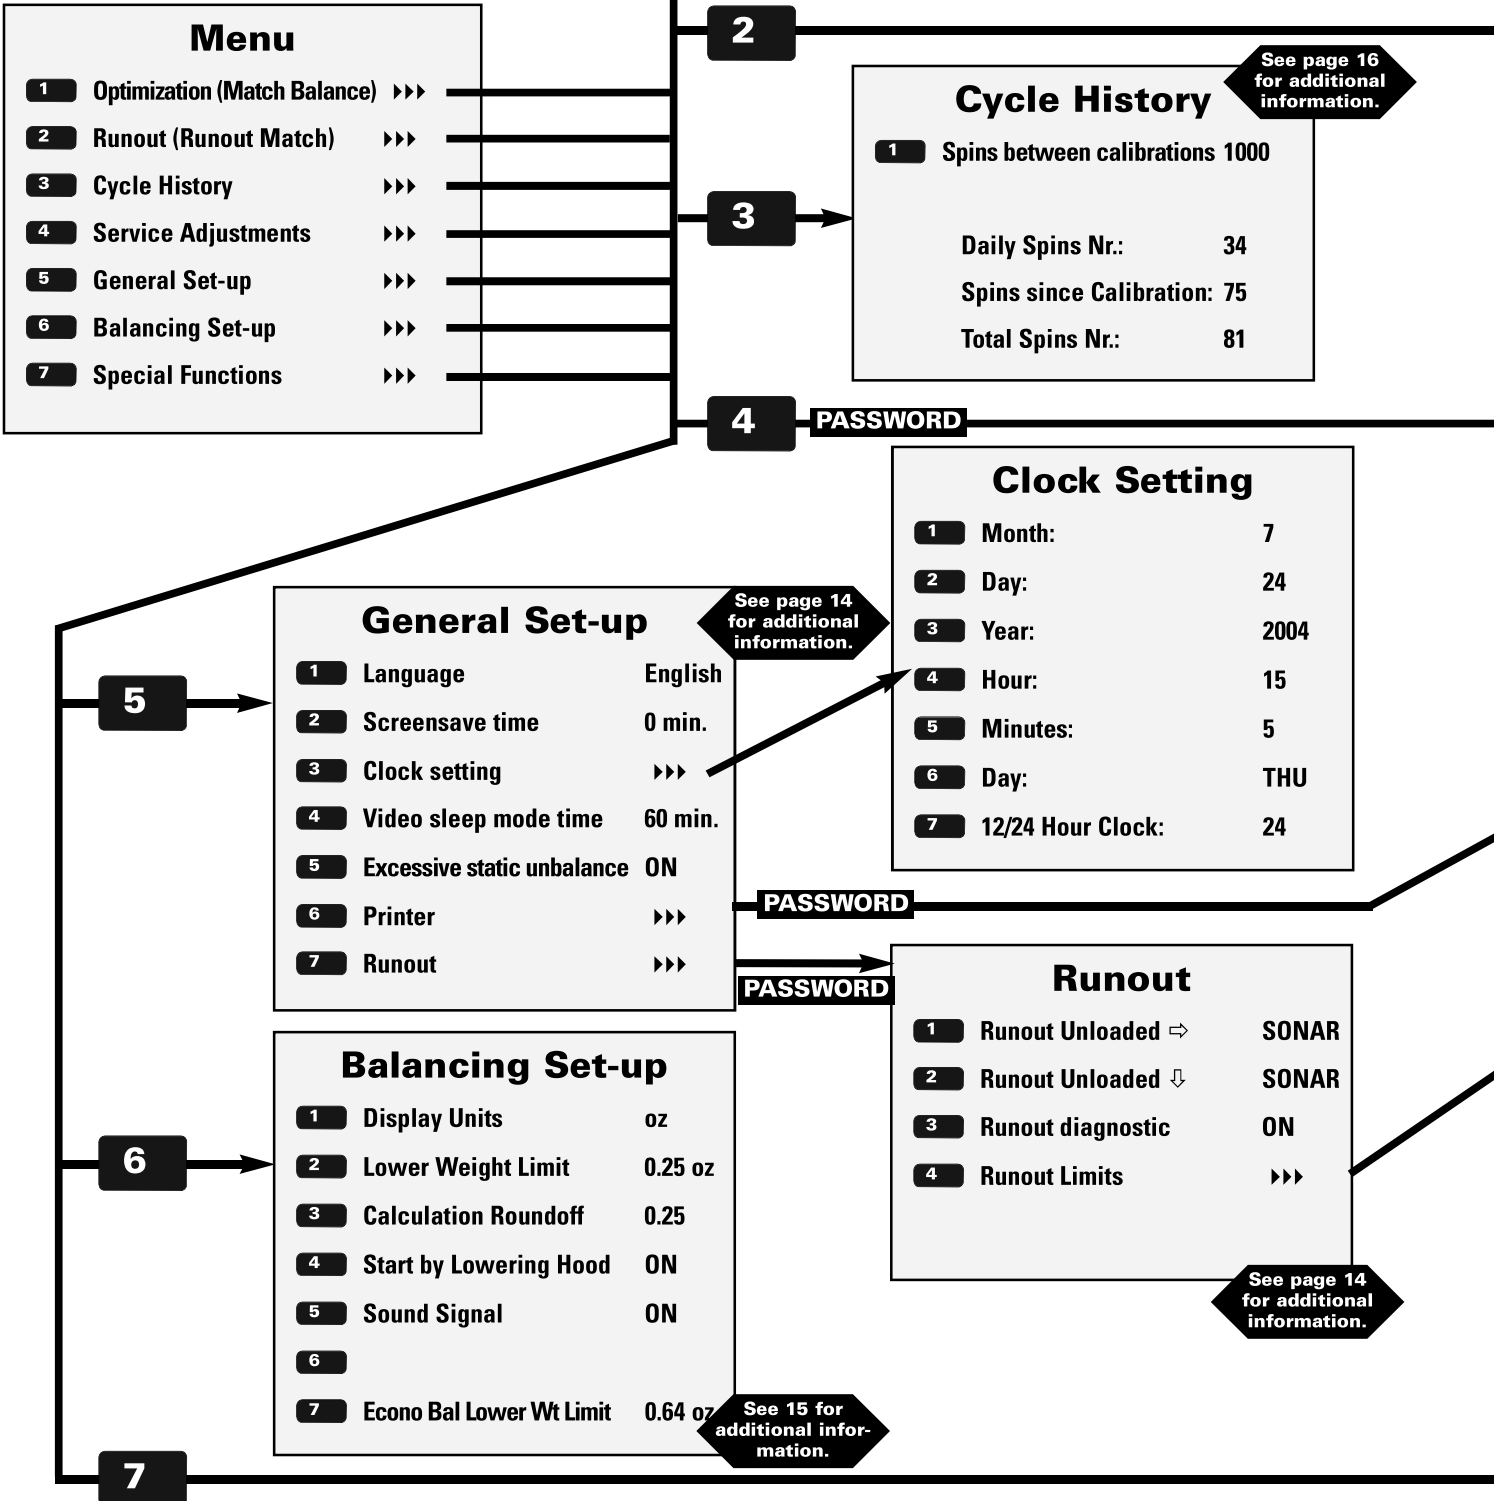 Menu
1 Optimization (Match Balance)
2 Runout (Runout Match)
3 Cycle History
4 Service Adjustments
5 General Set-up
6 Balancing Set-up
7 Special Functions
2
See page 16
for additional
information.
Cycle History
1 Spins between calibrations 1000
Daily Spins Nr.: 34
Spins since Calibration: 75
Total Spins Nr.: 81
3
4 PASSWORD
Clock Setting
1 Month: 7
2 Day: 24
3 Year: 2004
4 Hour: 15
5 Minutes: 5
6 Day: THU
7 12/24 Hour Clock: 24
5
General Set-up
See page 14
for additional
information.
1 Language English
2 Screensave time 0 min.
3 Clock setting
4 Video sleep mode time 60 min.
5 Excessive static unbalance ON
6 Printer
7 Runout
PASSWORD
PASSWORD
Runout
1 Runout Unloaded ⇨ SONAR
2 Runout Unloaded ⇩ SONAR
3 Runout diagnostic ON
4 Runout Limits
See page 14
for additional
information.
6
Balancing Set-up
1 Display Units oz
2 Lower Weight Limit 0.25 oz
3 Calculation Roundoff 0.25
4 Start by Lowering Hood ON
5 Sound Signal ON
6
7 Econo Bal Lower Wt Limit 0.64 oz
See 15 for
additional infor-
mation.
7